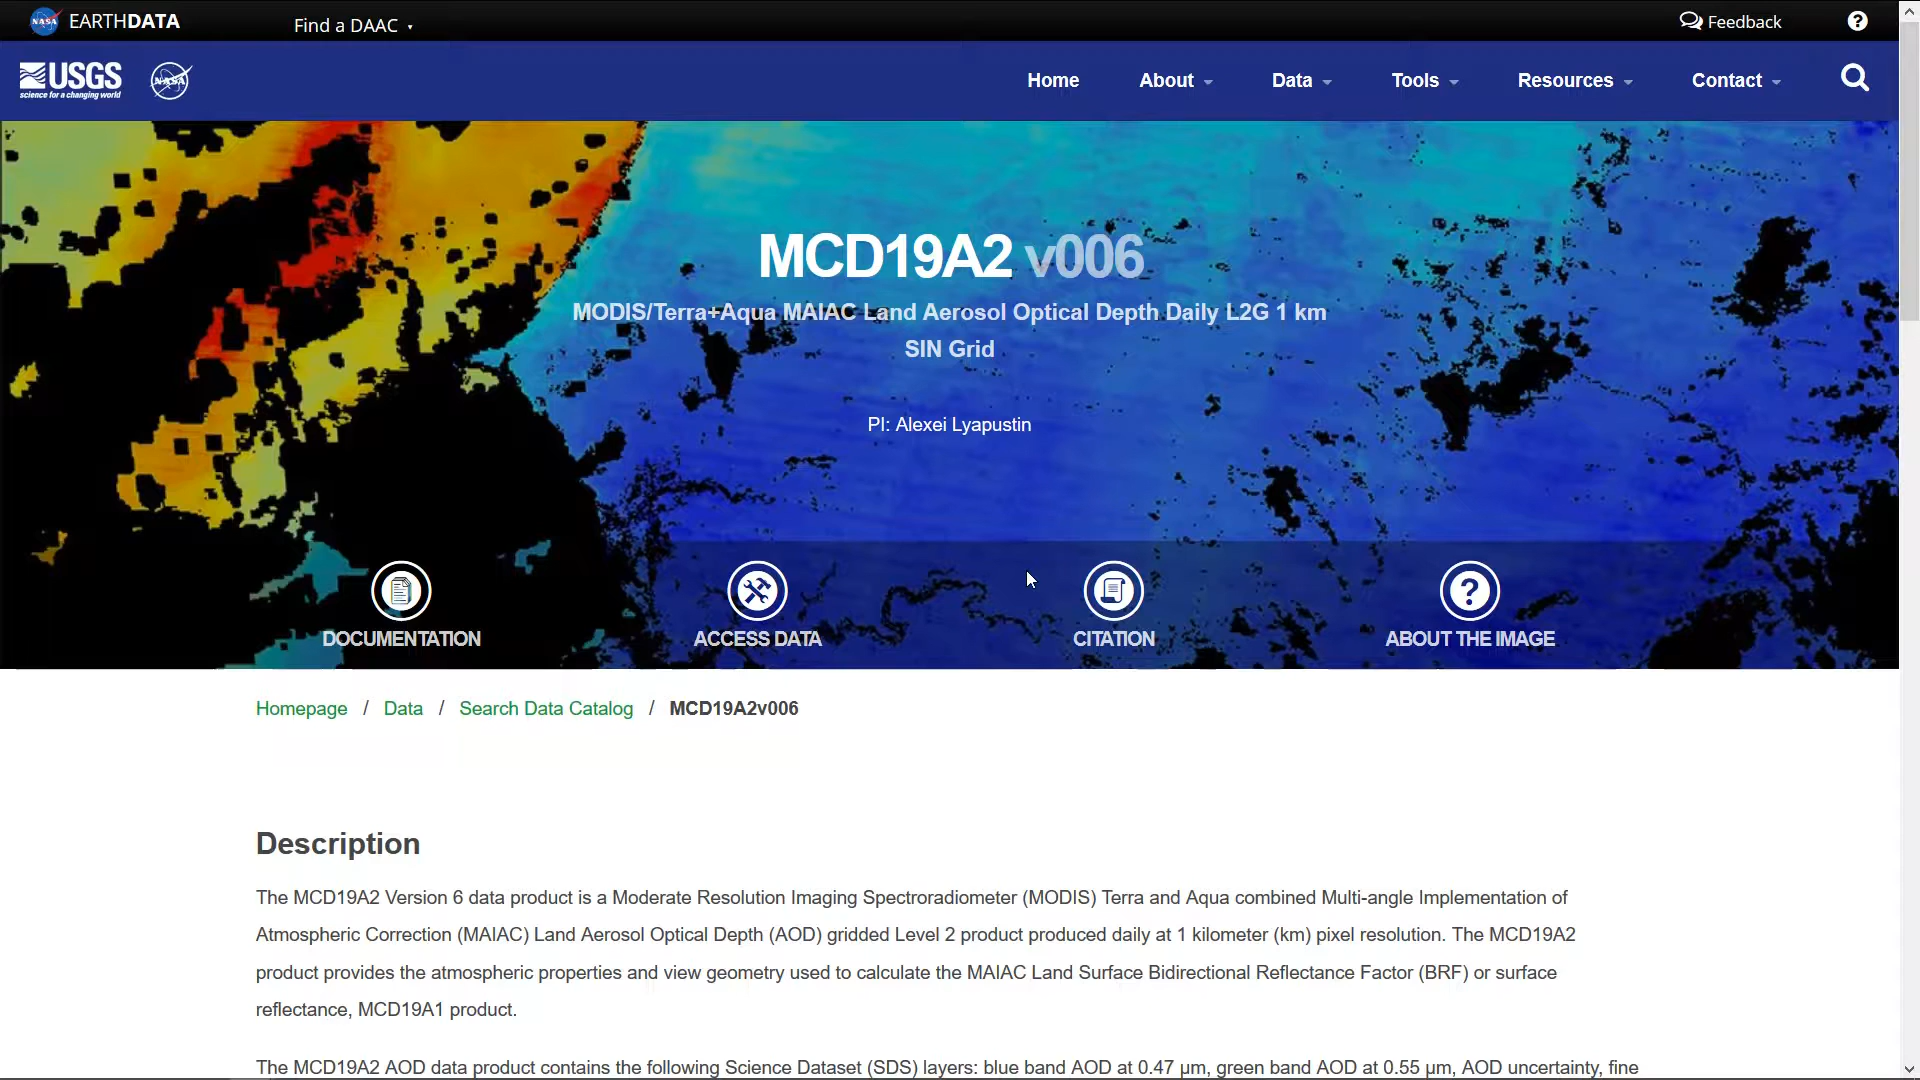 NASA EARTHDATA Find a DAAC Feedback ?
USGS
science for a changing world
NASA
Home About Data Tools Resources Contact
MCD19A2 v006
MODIS/Terra+Aqua MAIAC Land Aerosol Optical Depth Daily L2G 1 km
SIN Grid
PI: Alexei Lyapustin
?
DOCUMENTATION ACCESS DATA CITATION ABOUT THE IMAGE
Homepage / Data / Search Data Catalog / MCD19A2v006
Description
The MCD19A2 Version 6 data product is a Moderate Resolution Imaging Spectroradiometer (MODIS) Terra and Aqua combined Multi-angle Implementation of
Atmospheric Correction (MAIAC) Land Aerosol Optical Depth (AOD) gridded Level 2 product produced daily at 1 kilometer (km) pixel resolution. The MCD19A2
product provides the atmospheric properties and view geometry used to calculate the MAIAC Land Surface Bidirectional Reflectance Factor (BRF) or surface
reflectance, MCD19A1 product.
The MCD19A2 AOD data product contains the following Science Dataset (SDS) layers: blue band AOD at 0.47 µm, green band AOD at 0.55 µm, AOD uncertainty, fine